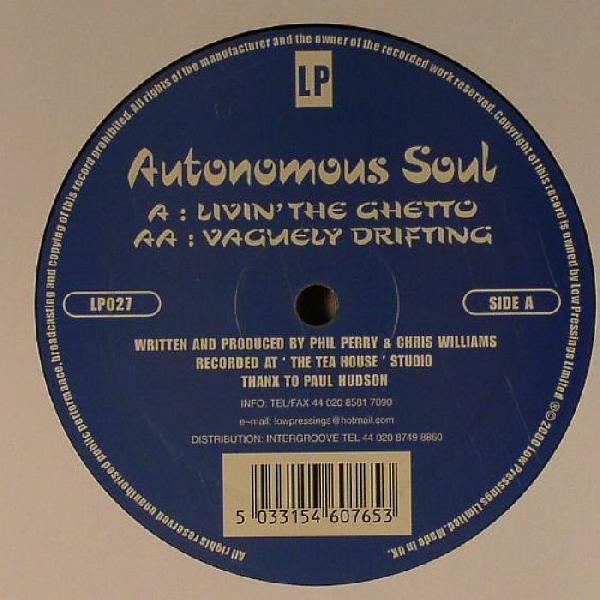 LP
Autonomous Soul
A : LIVIN' THE GHETTO
AA : VAGUELY DRIFTING
LP027
SIDE A
WRITTEN AND PRODUCED BY PHIL PERRY & CHRIS WILLIAMS
RECORDED AT ' THE TEA HOUSE ' STUDIO
THANX TO PAUL HUDSON
INFO: TEL/FAX 44 020 8501 7090
e-mail: lowpressings@hotmail.com
DISTRIBUTION: INTERGROOVE TEL 44 020 8749 8860
5 033154 607653
All rights of the manufacturer and the owner of the recorded work reserved. Copyright of this record is owned by Low Pressings Limited ℗©2000 Low Pressings Limited. Made in UK.
All rights reserved unauthorised public performance, broadcasting and copying of this record prohibited.